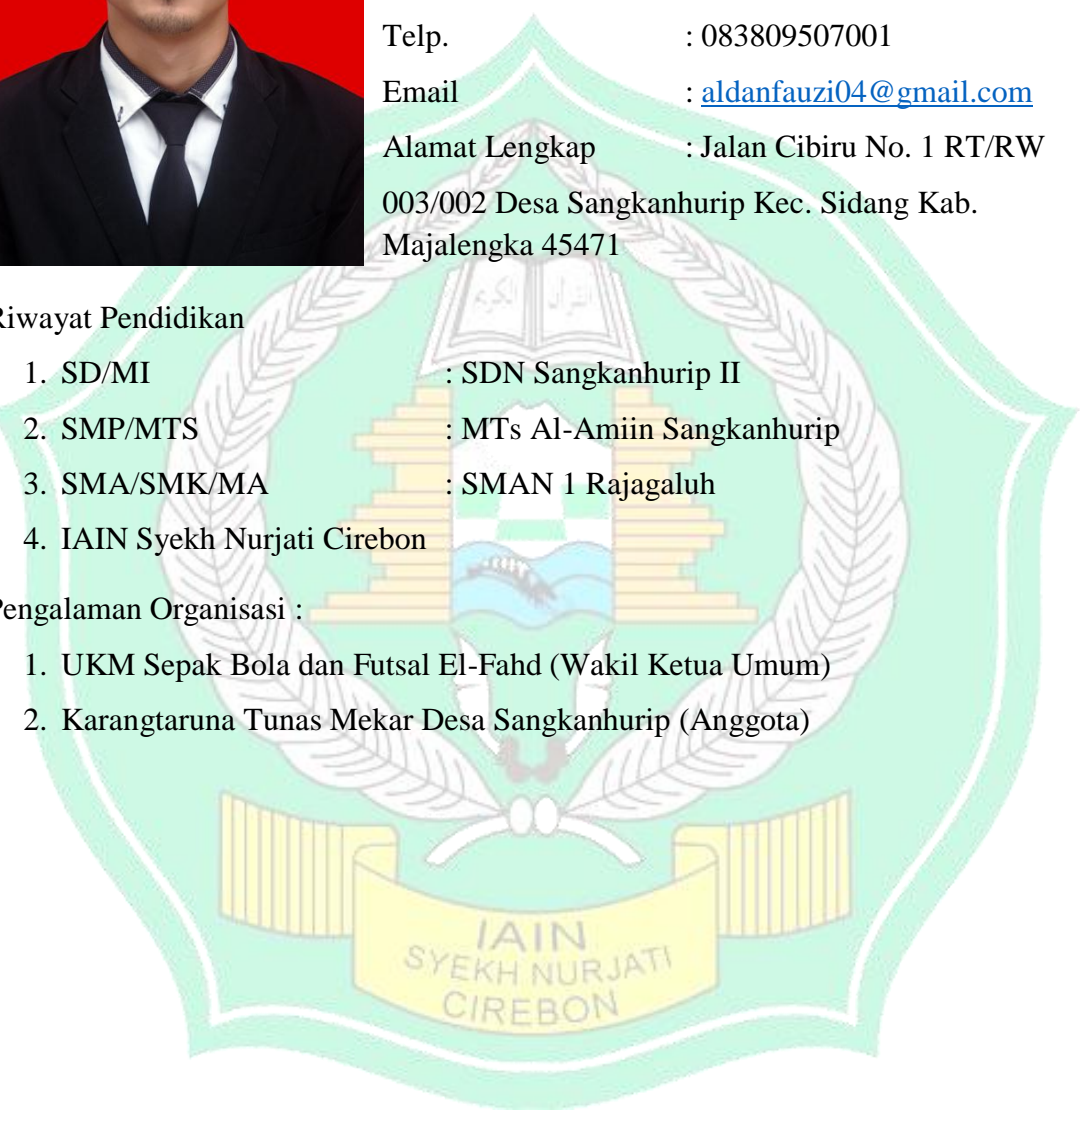 Telp. : 083809507001
Email : aldanfauzi04@gmail.com
Alamat Lengkap : Jalan Cibiru No. 1 RT/RW
003/002 Desa Sangkanhurip Kec. Sidang Kab.
Majalengka 45471
Riwayat Pendidikan
1. SD/MI : SDN Sangkanhurip II
2. SMP/MTS : MTs Al-Amiin Sangkanhurip
3. SMA/SMK/MA : SMAN 1 Rajagaluh
4. IAIN Syekh Nurjati Cirebon
Pengalaman Organisasi :
1. UKM Sepak Bola dan Futsal El-Fahd (Wakil Ketua Umum)
2. Karangtaruna Tunas Mekar Desa Sangkanhurip (Anggota)
القرآن الكريم
IAIN
SYEKH NURJATI
CIREBON